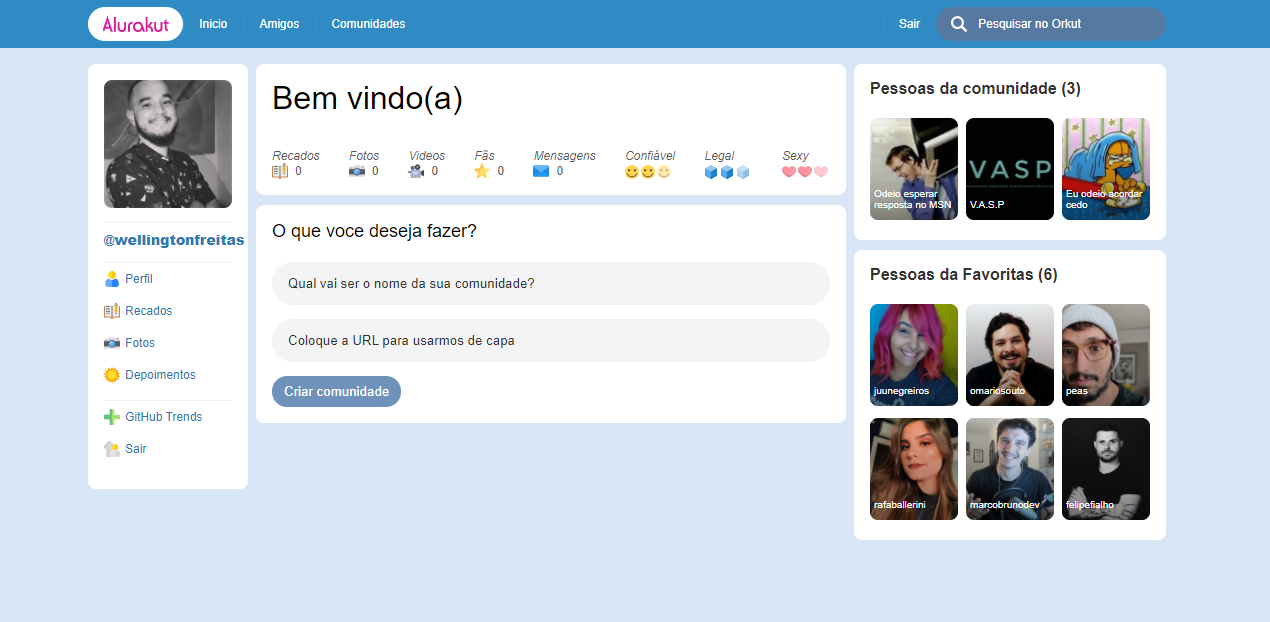 Alurakut
Inicio
Amigos
Comunidades
Sair
Pesquisar no Orkut
@wellingtonfreitas
Perfil
Recados
Fotos
Depoimentos
GitHub Trends
Sair
Bem vindo(a)
Recados
0
Fotos
0
Videos
0
Fãs
0
Mensagens
0
Confiável
Legal
Sexy
O que voce deseja fazer?
Qual vai ser o nome da sua comunidade?
Coloque a URL para usarmos de capa
Criar comunidade
Pessoas da comunidade (3)
Odeio esperar
resposta no MSN
VASP
V.A.S.P
Eu odeio acordar
cedo
Pessoas da Favoritas (6)
juunegreiros
omariosouto
peas
rafaballerini
marcobrunodev
felipefialho